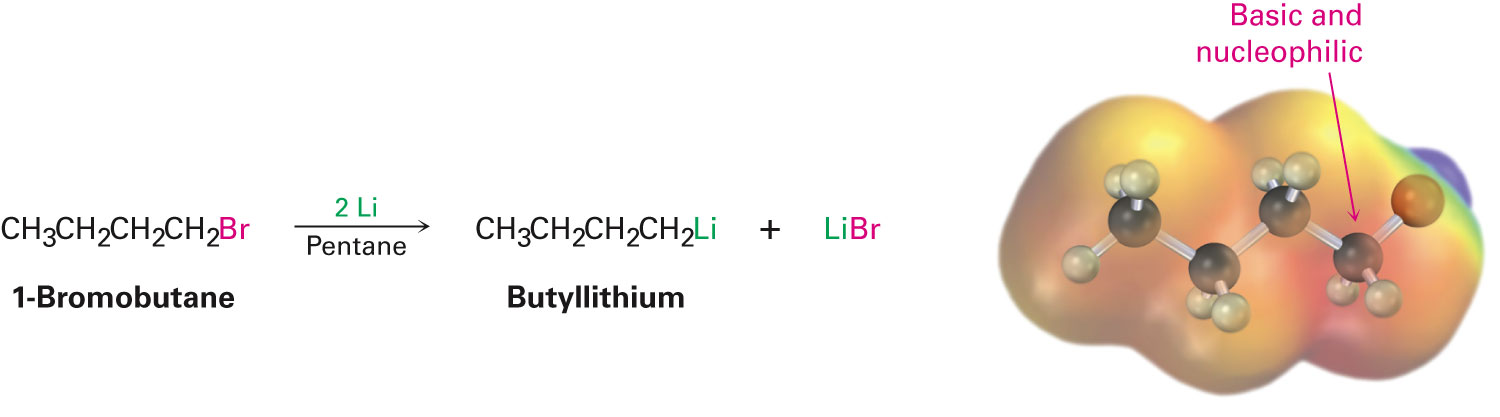 Basic and
nucleophilic
CH₃CH₂CH₂CH₂Br 2 Li CH₃CH₂CH₂CH₂Li + LiBr
Pentane
1-Bromobutane Butyllithium